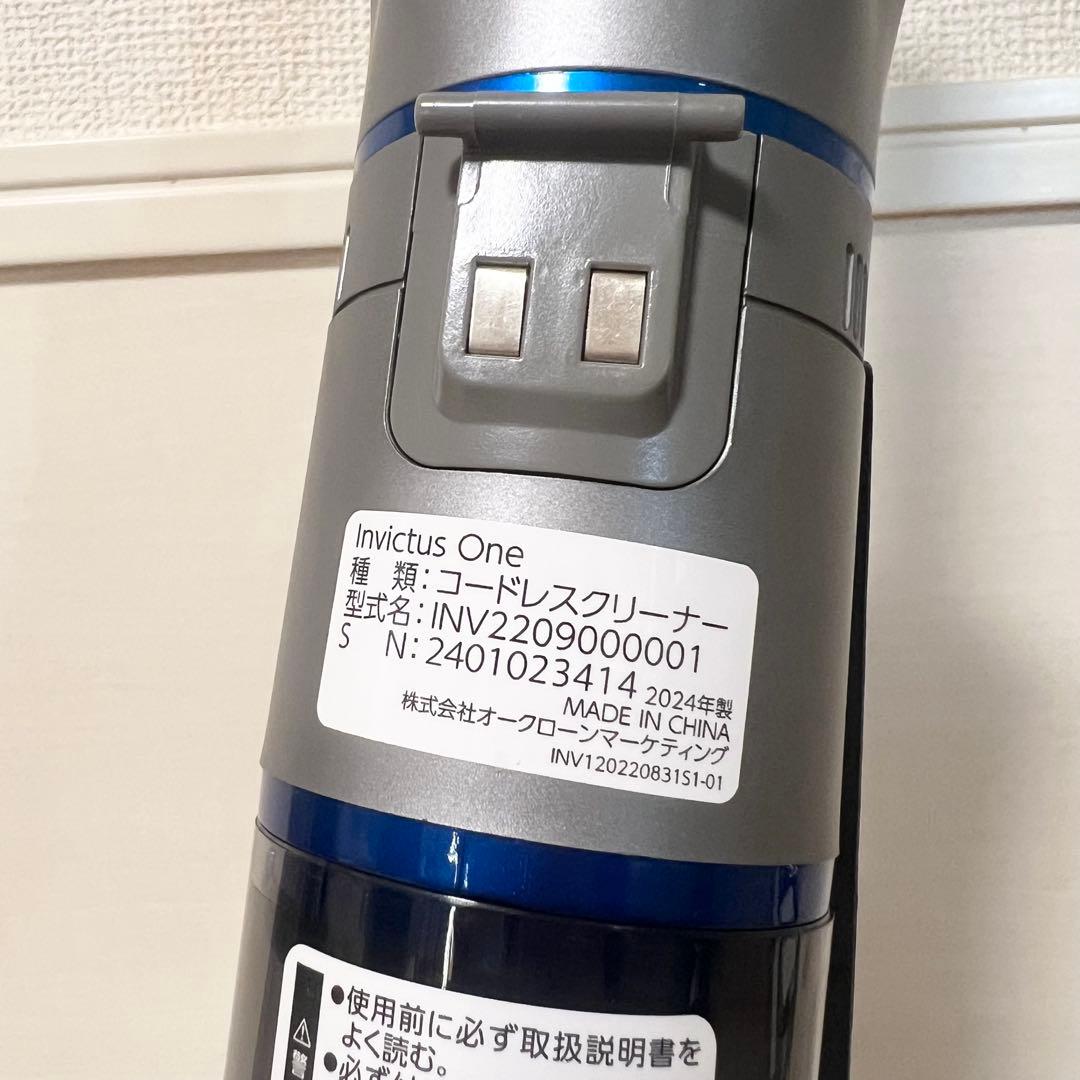 Invictus One
種 類：コードレスクリーナー
型式名：INV2209000001
S N：2401023414 2024年製
MADE IN CHINA
株式会社オークローンマーケティング
INV120220831S1-01
●使用前に必ず取扱説明書を
よく読む。
●必ず
警